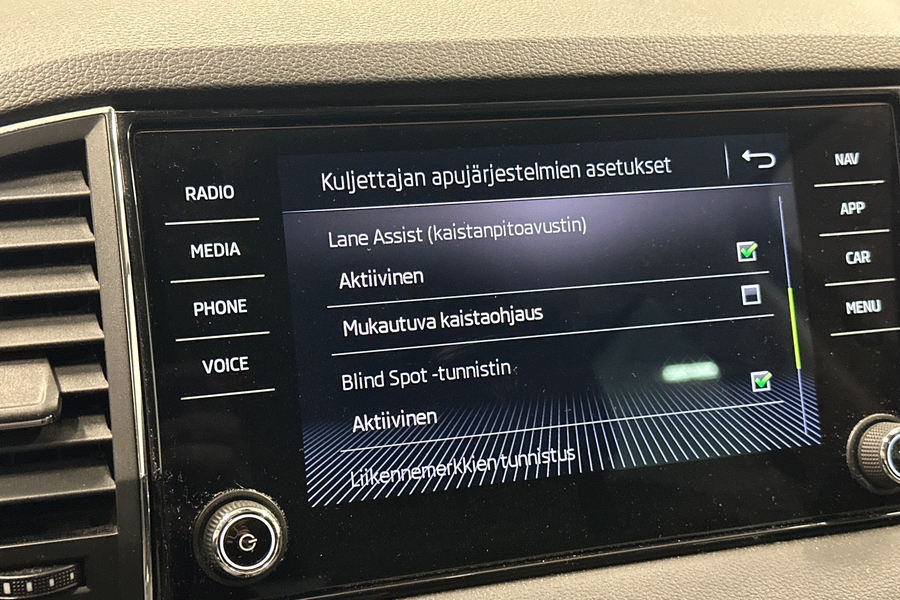 RADIO
MEDIA
PHONE
VOICE
Kuljettajan apujärjestelmien asetukset
Lane Assist (kaistanpitoavustin)
Aktiivinen
Mukautuva kaistaohjaus
Blind Spot -tunnistin
Aktiivinen
Liikennemerkkien tunnistus
NAV
APP
CAR
MENU